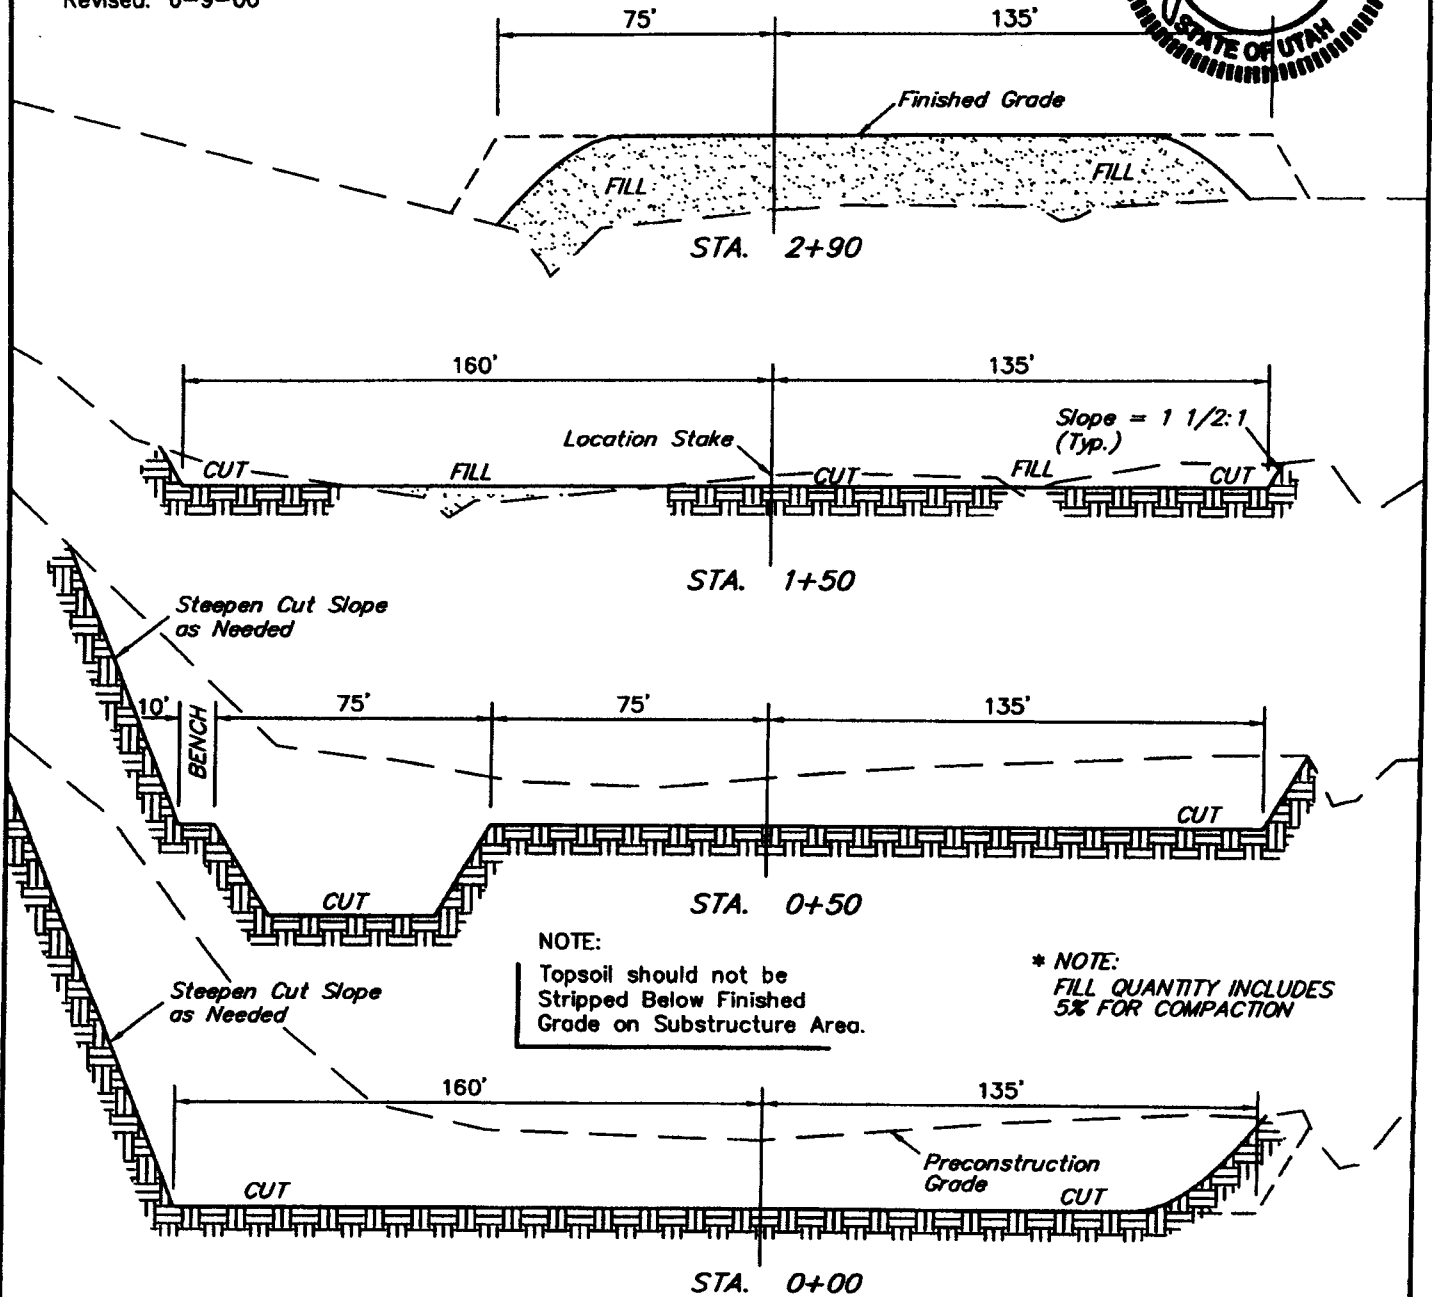 Revised: 6-9-06
75' 135'
STATE OF UTAH
Finished Grade
FILL FILL
STA. 2+90
160' 135'
Slope = 1 1/2:1
(Typ.)
Location Stake
CUT FILL CUT FILL CUT
STA. 1+50
Steepen Cut Slope
as Needed
10' BENCH 75' 75' 135'
CUT
CUT
STA. 0+50
NOTE:
Topsoil should not be
Stripped Below Finished
Grade on Substructure Area.
* NOTE:
FILL QUANTITY INCLUDES
5% FOR COMPACTION
Steepen Cut Slope
as Needed
160' 135'
Preconstruction
Grade
CUT CUT
STA. 0+00